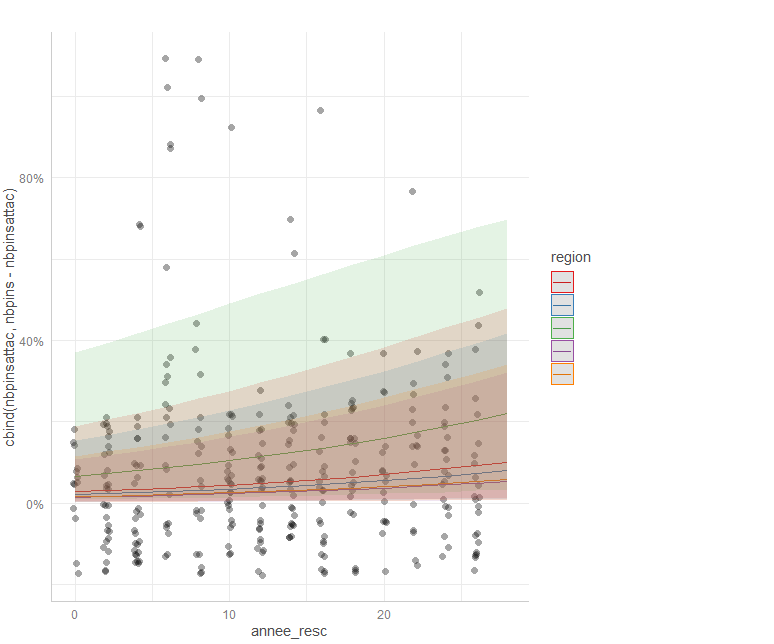 cbind(nbpinsattac, nbpins - nbpinsattac)
80%
40%
0%
0
10
20
annee_resc
region